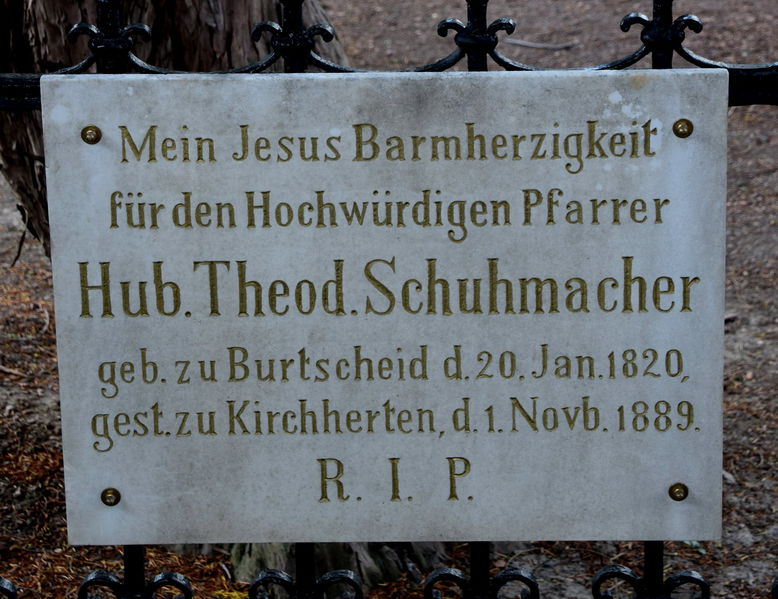 Mein Jesus Barmherzigkeit
für den Hochwürdigen Pfarrer
Hub. Theod. Schuhmacher
geb. zu Burtscheid d. 20. Jan. 1820,
gest. zu Kirchherten, d. 1. Novb. 1889.
R. I. P.